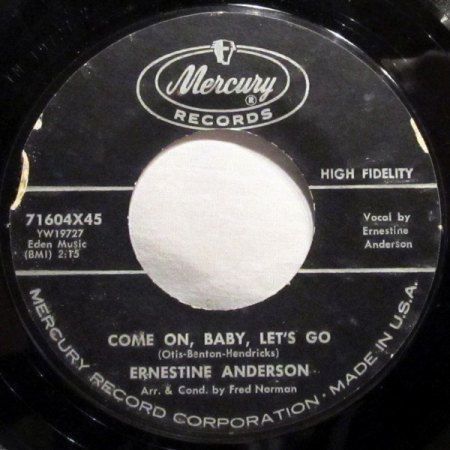 Mercury
®
RECORDS
HIGH FIDELITY
71604X45
YW19727
Eden Music
(BMI) 2:15
Vocal by
Ernestine
Anderson
COME ON, BABY, LET'S GO
(Otis-Benton-Hendricks)
ERNESTINE ANDERSON
Arr. & Cond. by Fred Norman
MERCURY RECORD CORPORATION • MADE IN U.S.A.